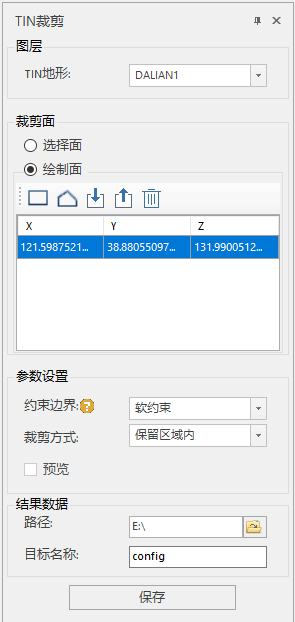 TIN裁剪
图层
TIN地形: DALIAN1
裁剪面
选择面
绘制面
X Y Z
121.5987521... 38.88055097... 131.9900512...
参数设置
约束边界: ? 软约束
裁剪方式: 保留区域内
预览
结果数据
路径: E:\
目标名称: config
保存